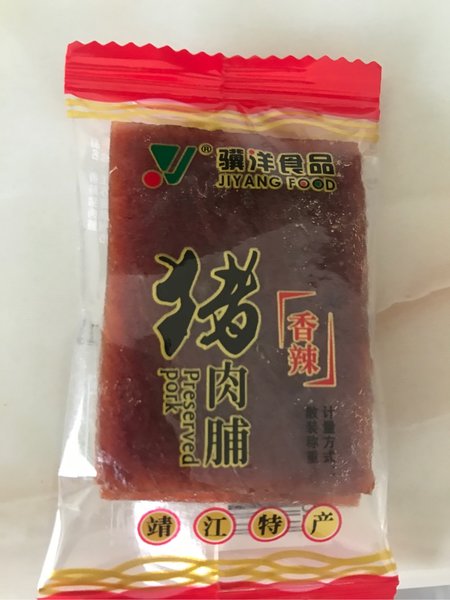 ® 骥洋食品
JIYANG FOOD
猪肉脯
Preserved
pork
香辣
计量方式
散装称重
靖江特产